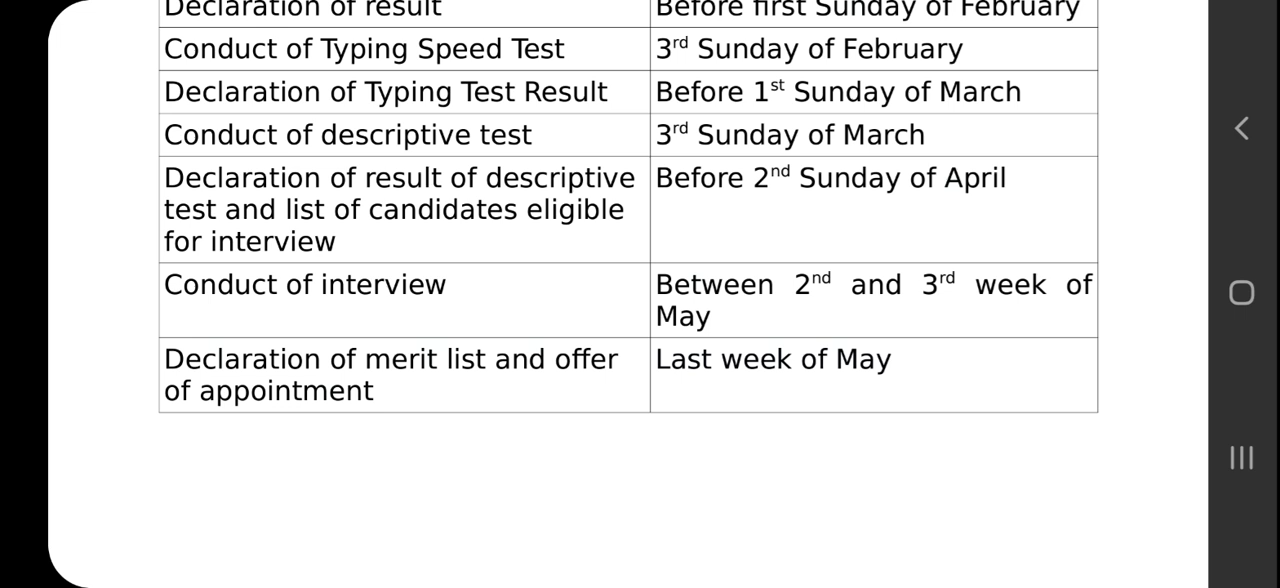 Declaration of result
Before first Sunday of February
Conduct of Typing Speed Test
3rd Sunday of February
Declaration of Typing Test Result
Before 1st Sunday of March
Conduct of descriptive test
3rd Sunday of March
Declaration of result of descriptive
test and list of candidates eligible
for interview
Before 2nd Sunday of April
Conduct of interview
Between 2nd and 3rd week of
May
Declaration of merit list and offer
of appointment
Last week of May